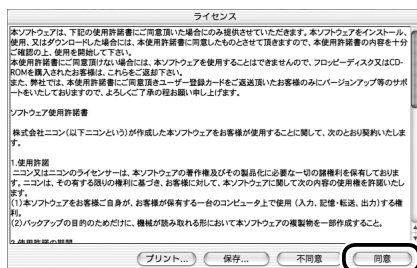 ライセンス
本ソフトウェアは、下記の使用許諾書にご同意頂いた場合にのみ提供させていただきます。本ソフトウェアをインストール、
使用、又はダウンロードした場合には、本使用許諾書に同意したものとさせて頂きますので、本使用許諾書の内容を十分
ご確認の上、使用を開始して下さい。
本使用許諾書にご同意頂けない場合には、本ソフトウェアを使用することはできませんので、フロッピーディスク又はCD-
ROMを購入されたお客様は、これらをご返却下さい。
また、弊社では、本使用許諾書にご同意頂きユーザー登録カードをご返送頂いたお客様のみにバージョンアップ等のサポ
ートをいたしておりますので、よろしくご了承の程お願い申し上げます。
ソフトウェア使用許諾書
株式会社ニコン(以下ニコンという)が作成した本ソフトウェアをお客様が使用することに関して、次のとおり契約いたしま
す。
1.使用許諾
ニコン又はニコンのライセンサーは、本ソフトウェアの著作権及びその製品化に必要な一切の諸権利を保有しておりま
す。ニコンは、その有する限りの権利に基づき、お客様に対して、本ソフトウェアに関して次の内容の使用権を許諾いたし
ます。
(1)本ソフトウェアをお客様ご自身が、お客様が保有する一台のコンピュータ上で使用(入力、記憶・転送、出力)する権
利。
(2)バックアップの目的のためだけに、機械が読み取れる形において本ソフトウェアの複製物を一部作成すること。
2.使用許諾の期間
プリント... 保存... 不同意 同意